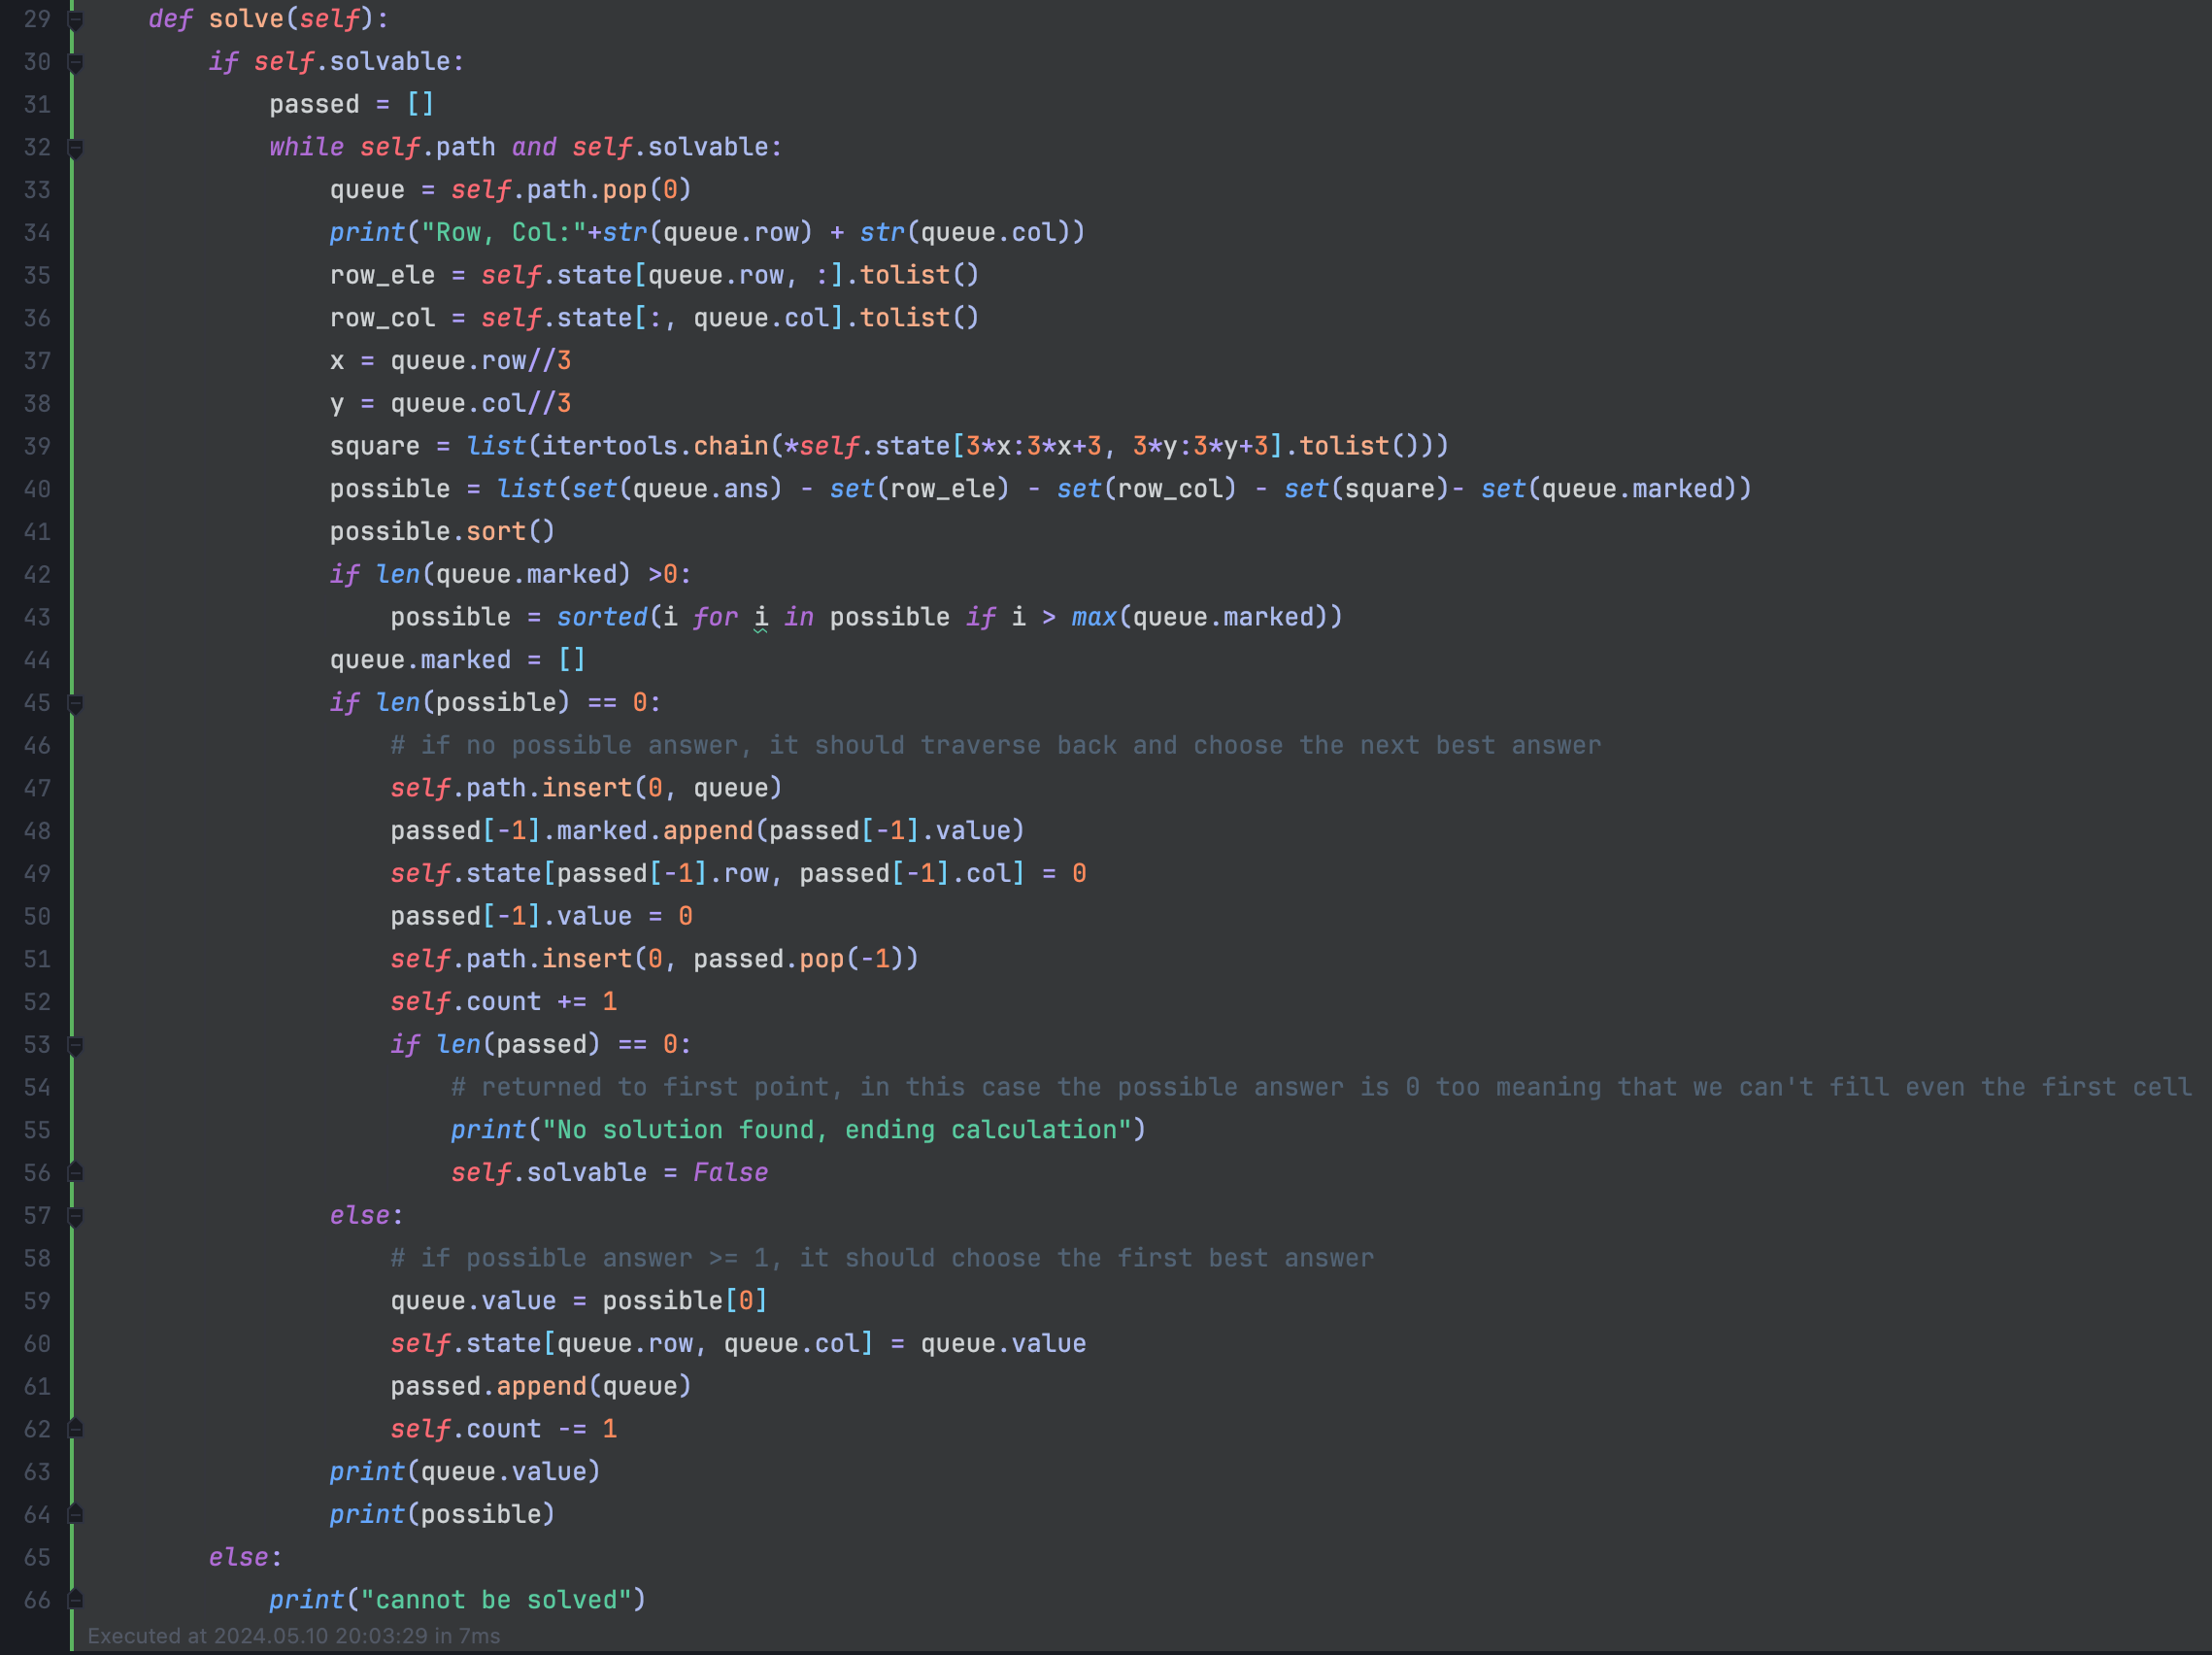 29 def solve(self):
30 if self.solvable:
31 passed = []
32 while self.path and self.solvable:
33 queue = self.path.pop(0)
34 print("Row, Col:"+str(queue.row) + str(queue.col))
35 row_ele = self.state[queue.row, :].tolist()
36 row_col = self.state[:, queue.col].tolist()
37 x = queue.row//3
38 y = queue.col//3
39 square = list(itertools.chain(*self.state[3*x:3*x+3, 3*y:3*y+3].tolist()))
40 possible = list(set(queue.ans) - set(row_ele) - set(row_col) - set(square)- set(queue.marked))
41 possible.sort()
42 if len(queue.marked) >0:
43 possible = sorted(i for i in possible if i > max(queue.marked))
44 queue.marked = []
45 if len(possible) == 0:
46 # if no possible answer, it should traverse back and choose the next best answer
47 self.path.insert(0, queue)
48 passed[-1].marked.append(passed[-1].value)
49 self.state[passed[-1].row, passed[-1].col] = 0
50 passed[-1].value = 0
51 self.path.insert(0, passed.pop(-1))
52 self.count += 1
53 if len(passed) == 0:
54 # returned to first point, in this case the possible answer is 0 too meaning that we can't fill even the first cell
55 print("No solution found, ending calculation")
56 self.solvable = False
57 else:
58 # if possible answer >= 1, it should choose the first best answer
59 queue.value = possible[0]
60 self.state[queue.row, queue.col] = queue.value
61 passed.append(queue)
62 self.count -= 1
63 print(queue.value)
64 print(possible)
65 else:
66 print("cannot be solved")
Executed at 2024.05.10 20:03:29 in 7ms